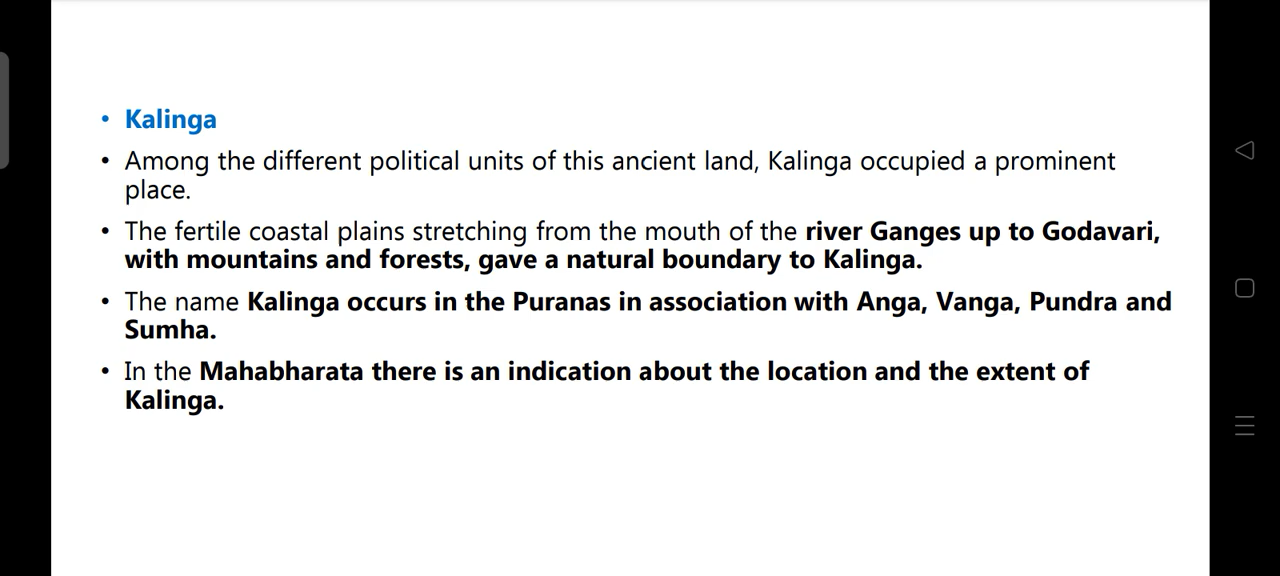 • Kalinga
• Among the different political units of this ancient land, Kalinga occupied a prominent
place.
• The fertile coastal plains stretching from the mouth of the river Ganges up to Godavari,
with mountains and forests, gave a natural boundary to Kalinga.
• The name Kalinga occurs in the Puranas in association with Anga, Vanga, Pundra and
Sumha.
• In the Mahabharata there is an indication about the location and the extent of
Kalinga.